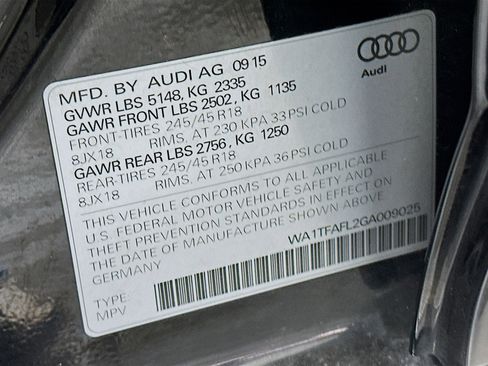 MFD. BY AUDI AG 09 15
GVWR LBS 5148, KG 2335
GAWR FRONT LBS 2502, KG 1135
FRONT-TIRES 245/45 R18
8JX18 RIMS, AT 230 KPA 33 PSI COLD
GAWR REAR LBS 2756, KG 1250
REAR-TIRES 245/45 R18
8JX18 RIMS, AT 250 KPA 36 PSI COLD
THIS VEHICLE CONFORMS TO ALL APPLICABLE
U.S. FEDERAL MOTOR VEHICLE SAFETY AND
THEFT PREVENTION STANDARDS IN EFFECT ON
THE DATE OF MANUFACTURE SHOWN ABOVE.
GERMANY
WA1TFAFL2GA009025
TYPE:
MPV
Audi